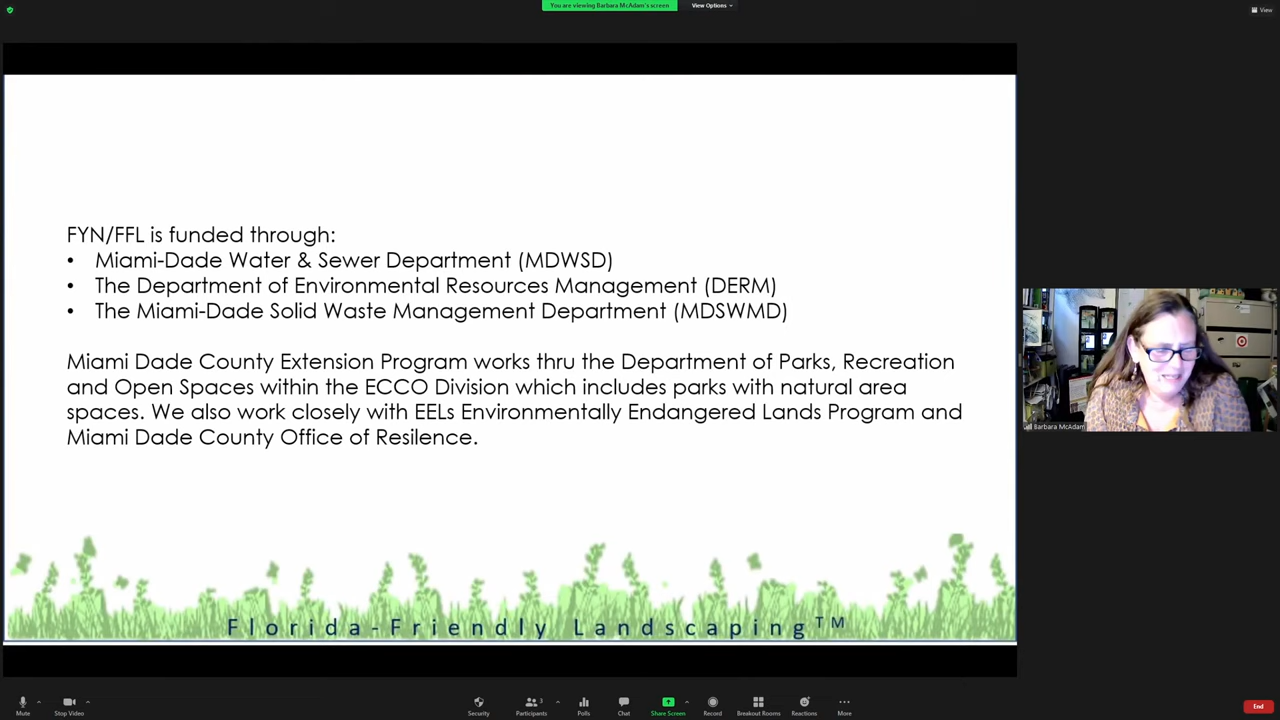 You are viewing Barbara McAdam's screen
View Options
View
FYN/FFL is funded through:
• Miami-Dade Water & Sewer Department (MDWSD)
• The Department of Environmental Resources Management (DERM)
• The Miami-Dade Solid Waste Management Department (MDSWMD)
Miami Dade County Extension Program works thru the Department of Parks, Recreation
and Open Spaces within the ECCO Division which includes parks with natural area
spaces. We also work closely with EELs Environmentally Endangered Lands Program and
Miami Dade County Office of Resilence.
Florida-Friendly Landscaping™
Barbara McAdam
Mute
Stop Video
Security
Participants
3
Polls
Chat
Share Screen
Record
Breakout Rooms
Reactions
More
End